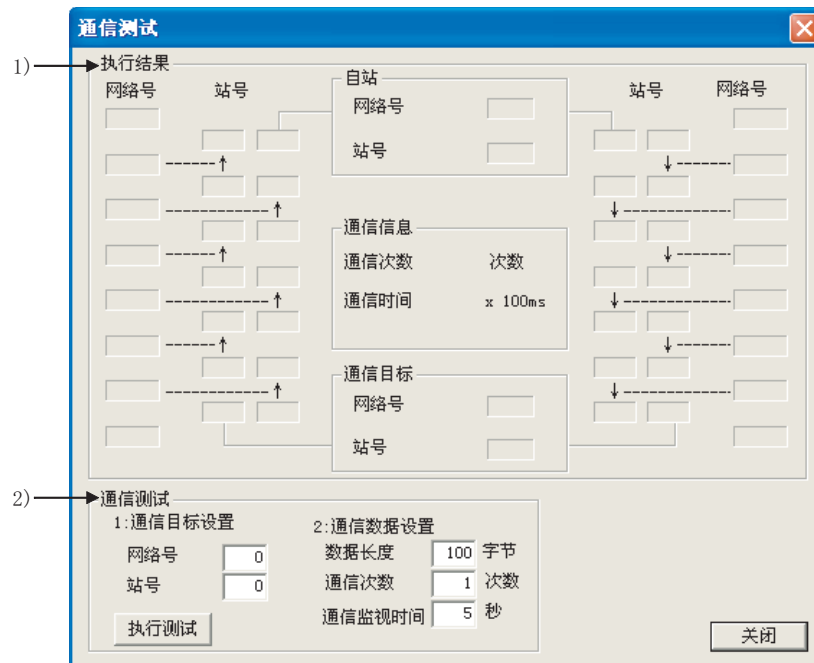 通信测试
1)
执行结果
网络号 站号
自站
网络号
站号
站号 网络号
通信信息
通信次数 次数
通信时间 x 100ms
通信目标
网络号
站号
2)
通信测试
1:通信目标设置
网络号 0
站号 0
执行测试
2:通信数据设置
数据长度 100 字节
通信次数 1 次数
通信监视时间 5 秒
关闭